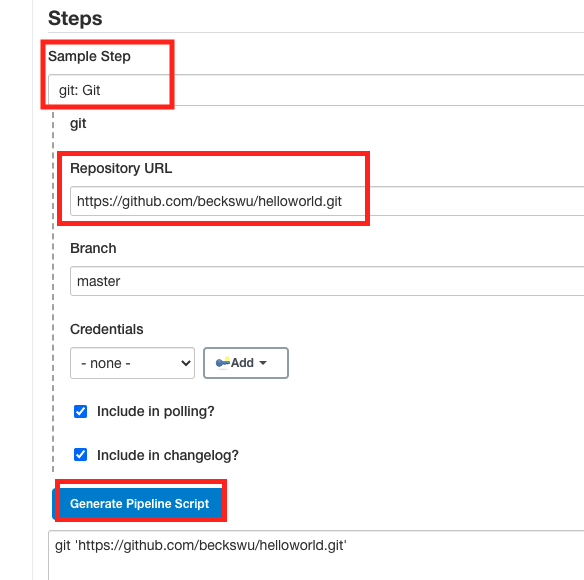 Steps
Sample Step
git: Git
git
Repository URL
https://github.com/beckswu/helloworld.git
Branch
master
Credentials
- none -
Add
Include in polling?
Include in changelog?
Generate Pipeline Script
git 'https://github.com/beckswu/helloworld.git'